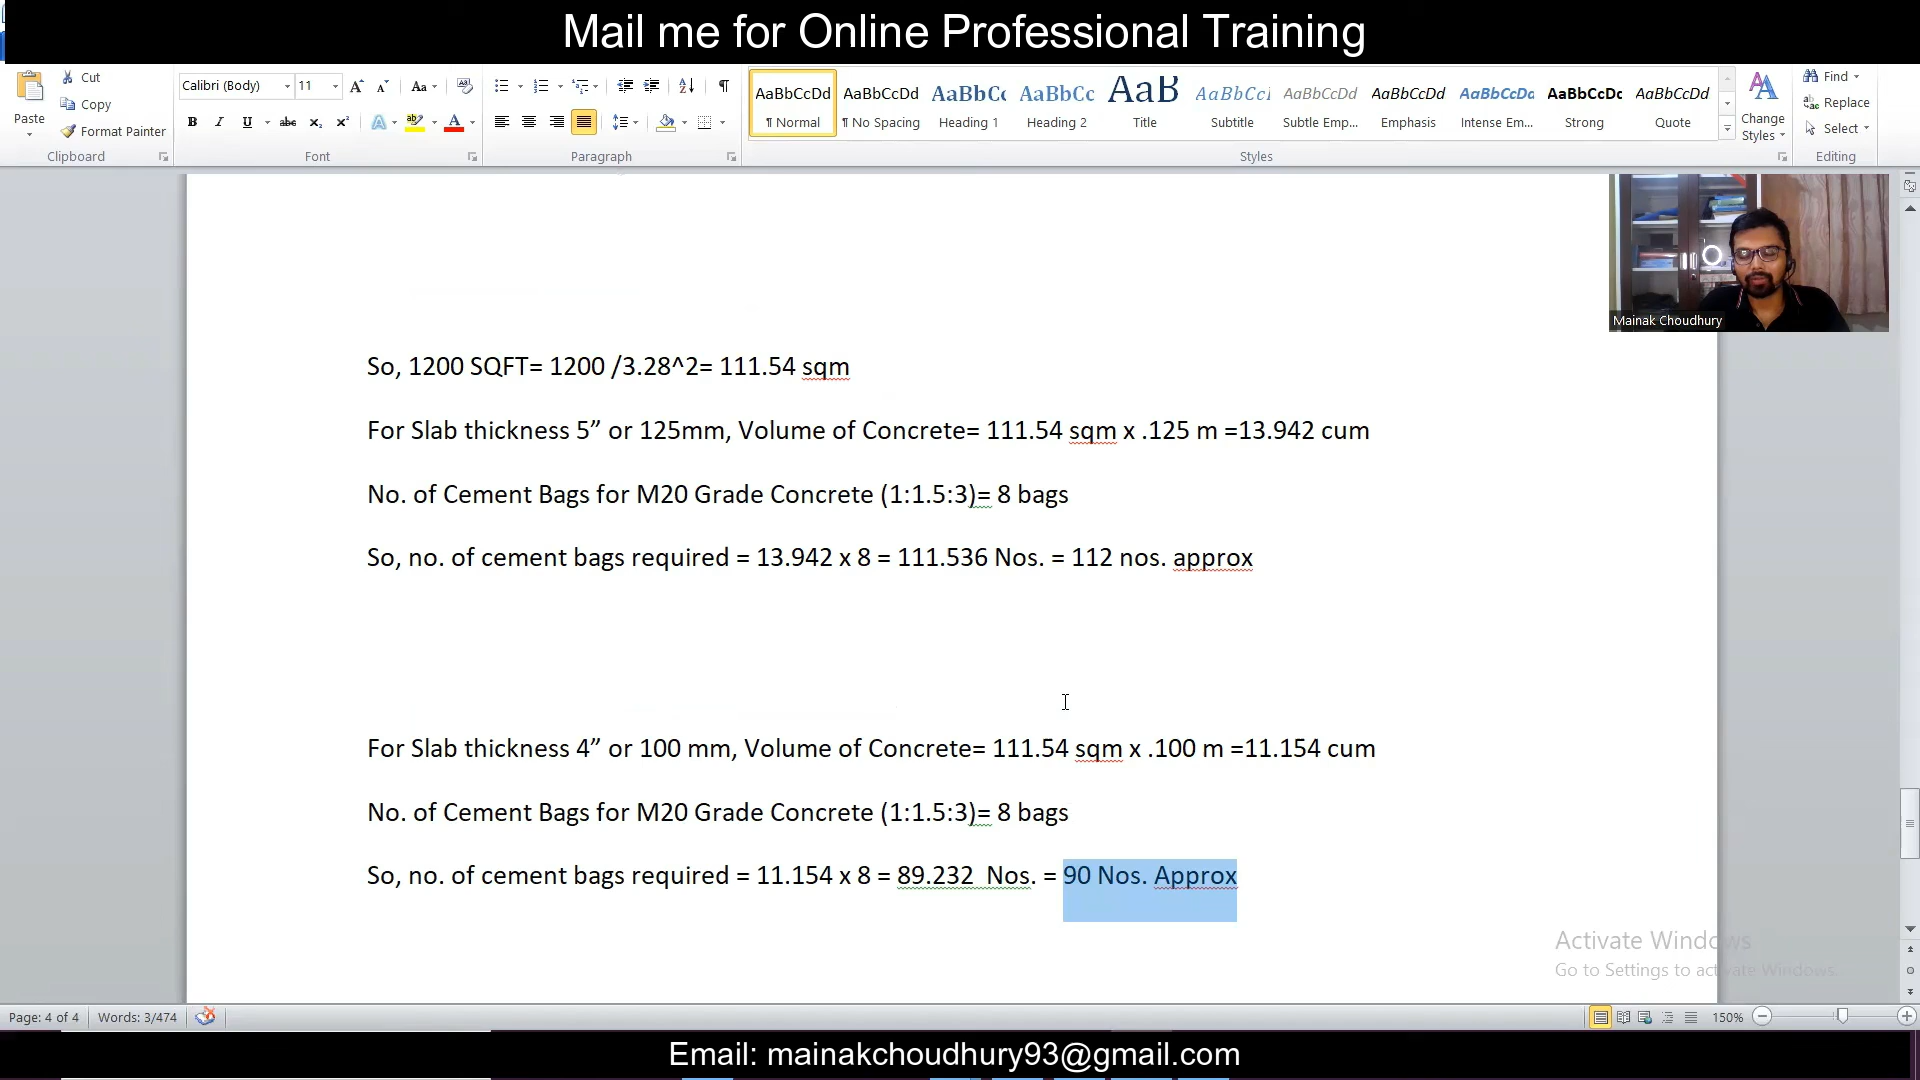 Mail me for Online Professional Training
Paste
Cut
Copy
Format Painter
Clipboard
Calibri (Body) 11
Font
Paragraph
AaBbCcDd AaBbCcDd AaBbCc AaBbCc AaB AaBbCcI AaBbCcDd AaBbCcDd AaBbCcDc AaBbCcDc AaBbCcDd
¶ Normal ¶ No Spacing Heading 1 Heading 2 Title Subtitle Subtle Emp... Emphasis Intense Em... Strong Quote
Styles
Change
Styles
Find
Replace
Select
Editing
Mainak Choudhury
So, 1200 SQFT= 1200 /3.28^2= 111.54 sqm
For Slab thickness 5” or 125mm, Volume of Concrete= 111.54 sqm x .125 m =13.942 cum
No. of Cement Bags for M20 Grade Concrete (1:1.5:3)= 8 bags
So, no. of cement bags required = 13.942 x 8 = 111.536 Nos. = 112 nos. approx
For Slab thickness 4” or 100 mm, Volume of Concrete= 111.54 sqm x .100 m =11.154 cum
No. of Cement Bags for M20 Grade Concrete (1:1.5:3)= 8 bags
So, no. of cement bags required = 11.154 x 8 = 89.232 Nos. = 90 Nos. Approx
Activate Windows
Go to Settings to activate Windows.
Page: 4 of 4 Words: 3/474 150%
Email: mainakchoudhury93@gmail.com